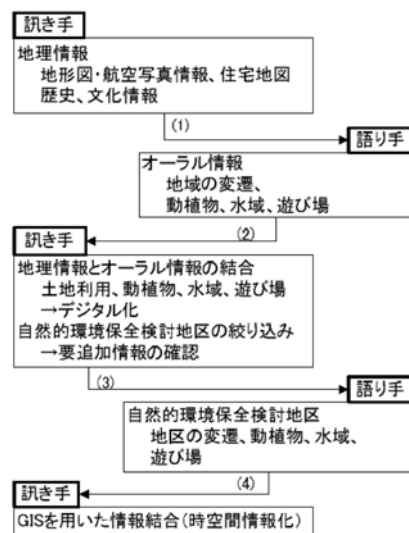 訊き手
地理情報
地形図・航空写真情報、住宅地図
歴史、文化情報
(1)
語り手
オーラル情報
地域の変遷、
動植物、水域、遊び場
(2)
訊き手
地理情報とオーラル情報の結合
土地利用、動植物、水域、遊び場
→デジタル化
自然的環境保全検討地区の絞り込み
→要追加情報の確認
(3)
語り手
自然的環境保全検討地区
地区の変遷、動植物、水域、
遊び場
(4)
訊き手
GISを用いた情報結合(時空間情報化)